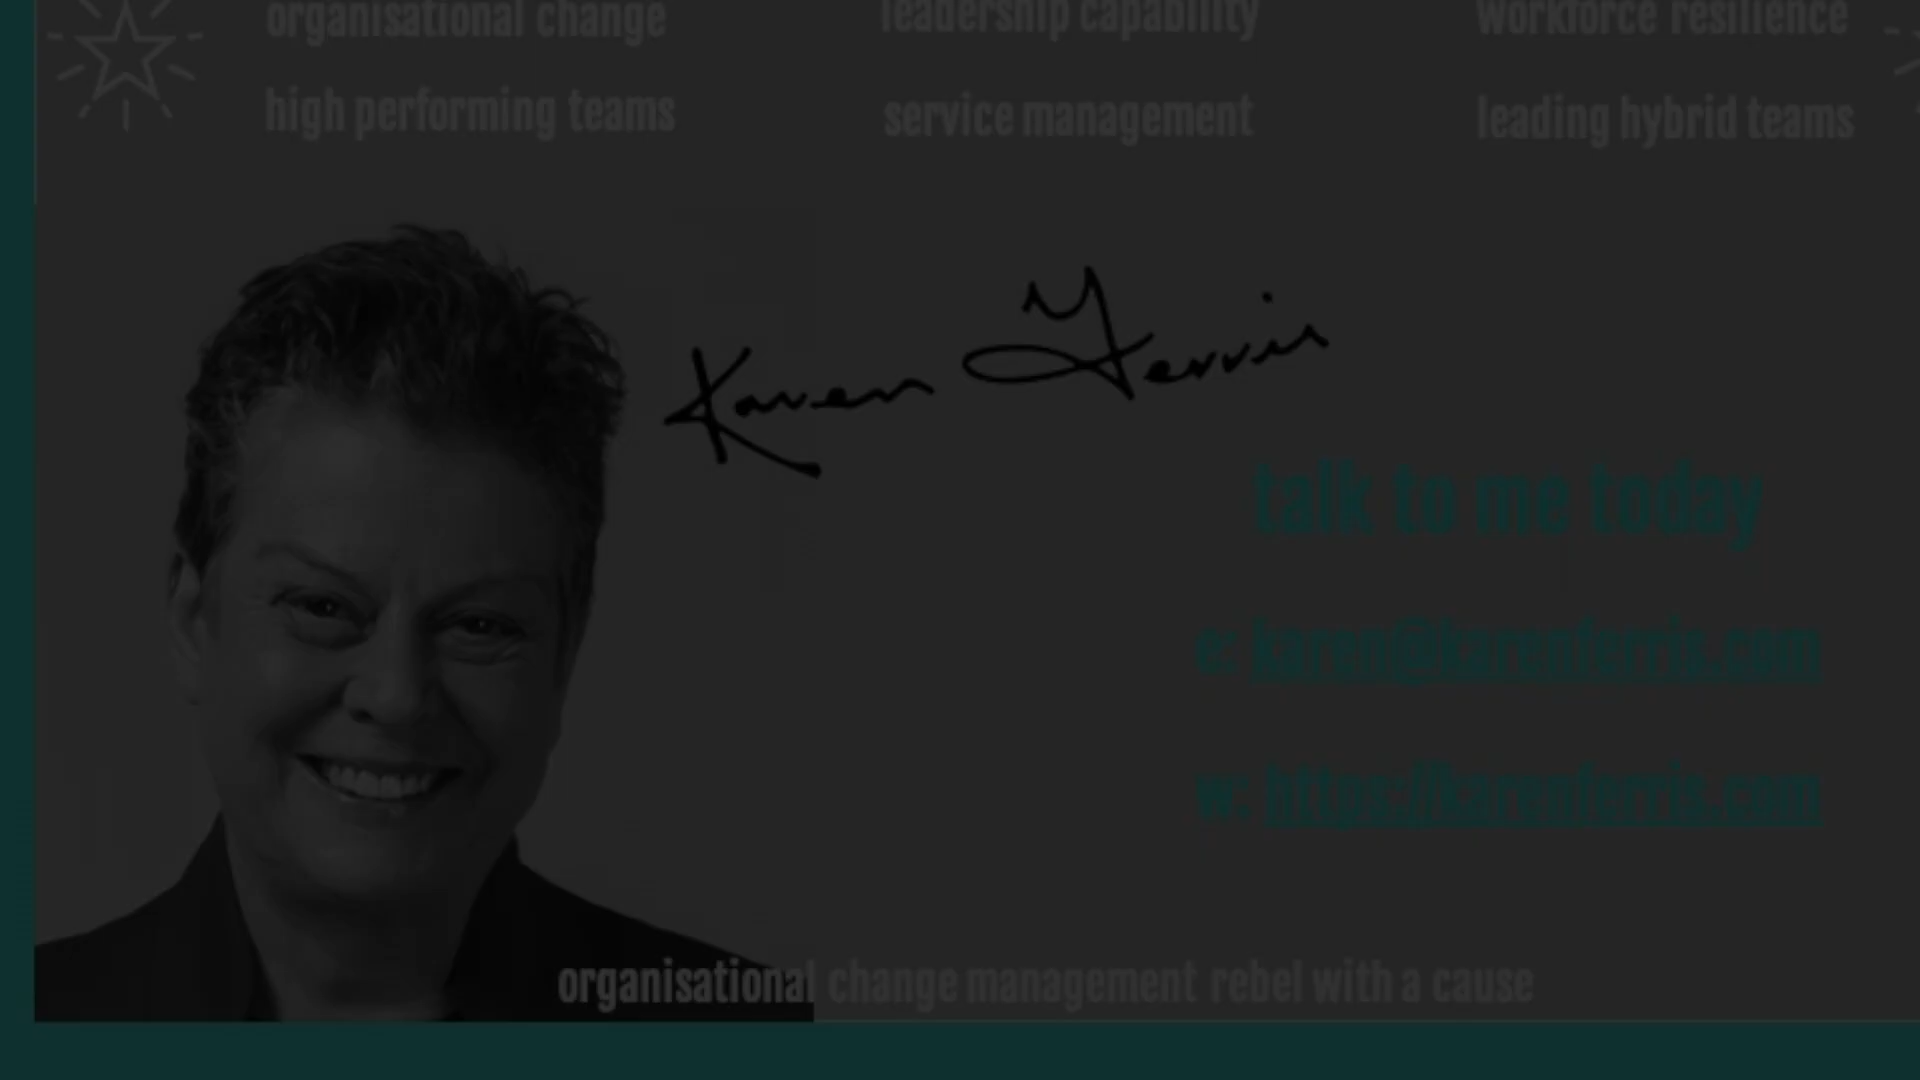 organisational change
leadership capability
workforce resilience
high performing teams
service management
leading hybrid teams
Karen Ferris
talk to me today
e: karen@karenferris.com
w: https://karenferris.com
organisational change management rebel with a cause